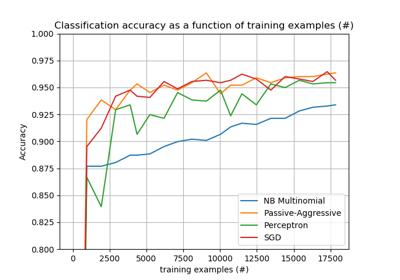 Classification accuracy as a function of training examples (#)
1.000
0.975
0.950
0.925
0.900
0.875
0.850
0.825
0.800
Accuracy
0 2500 5000 7500 10000 12500 15000 17500
training examples (#)
NB Multinomial
Passive-Aggressive
Perceptron
SGD